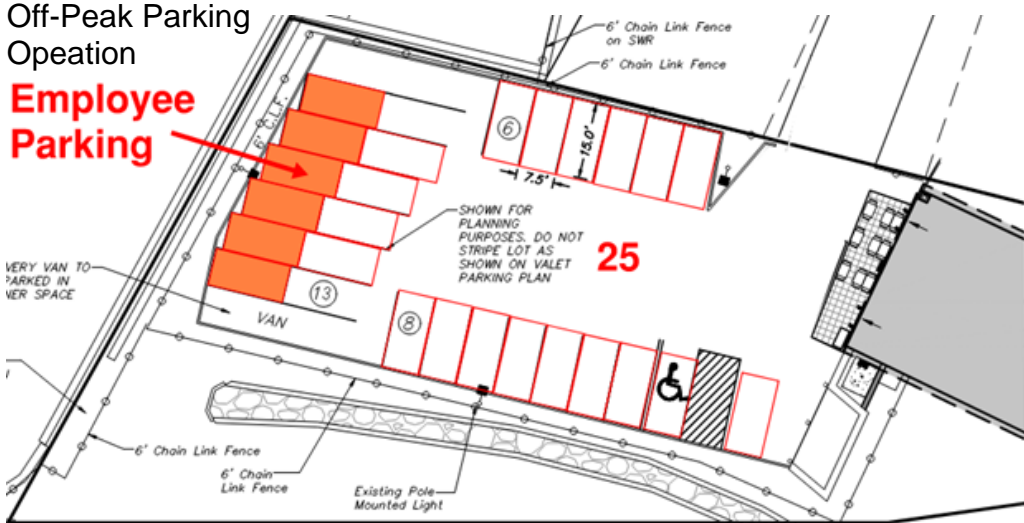 Off-Peak Parking
Opeation
Employee
Parking
6' Chain Link Fence
on SWR
6' Chain Link Fence
6' C.L.F.
6
15.0'
7.5'
SHOWN FOR
PLANNING
PURPOSES. DO NOT
STRIPE LOT AS
SHOWN ON VALET
PARKING PLAN
25
VERY VAN TO
PARKED IN
NER SPACE
13
VAN
8
6' Chain Link Fence
6' Chain
Link Fence
Existing Pole
Mounted Light